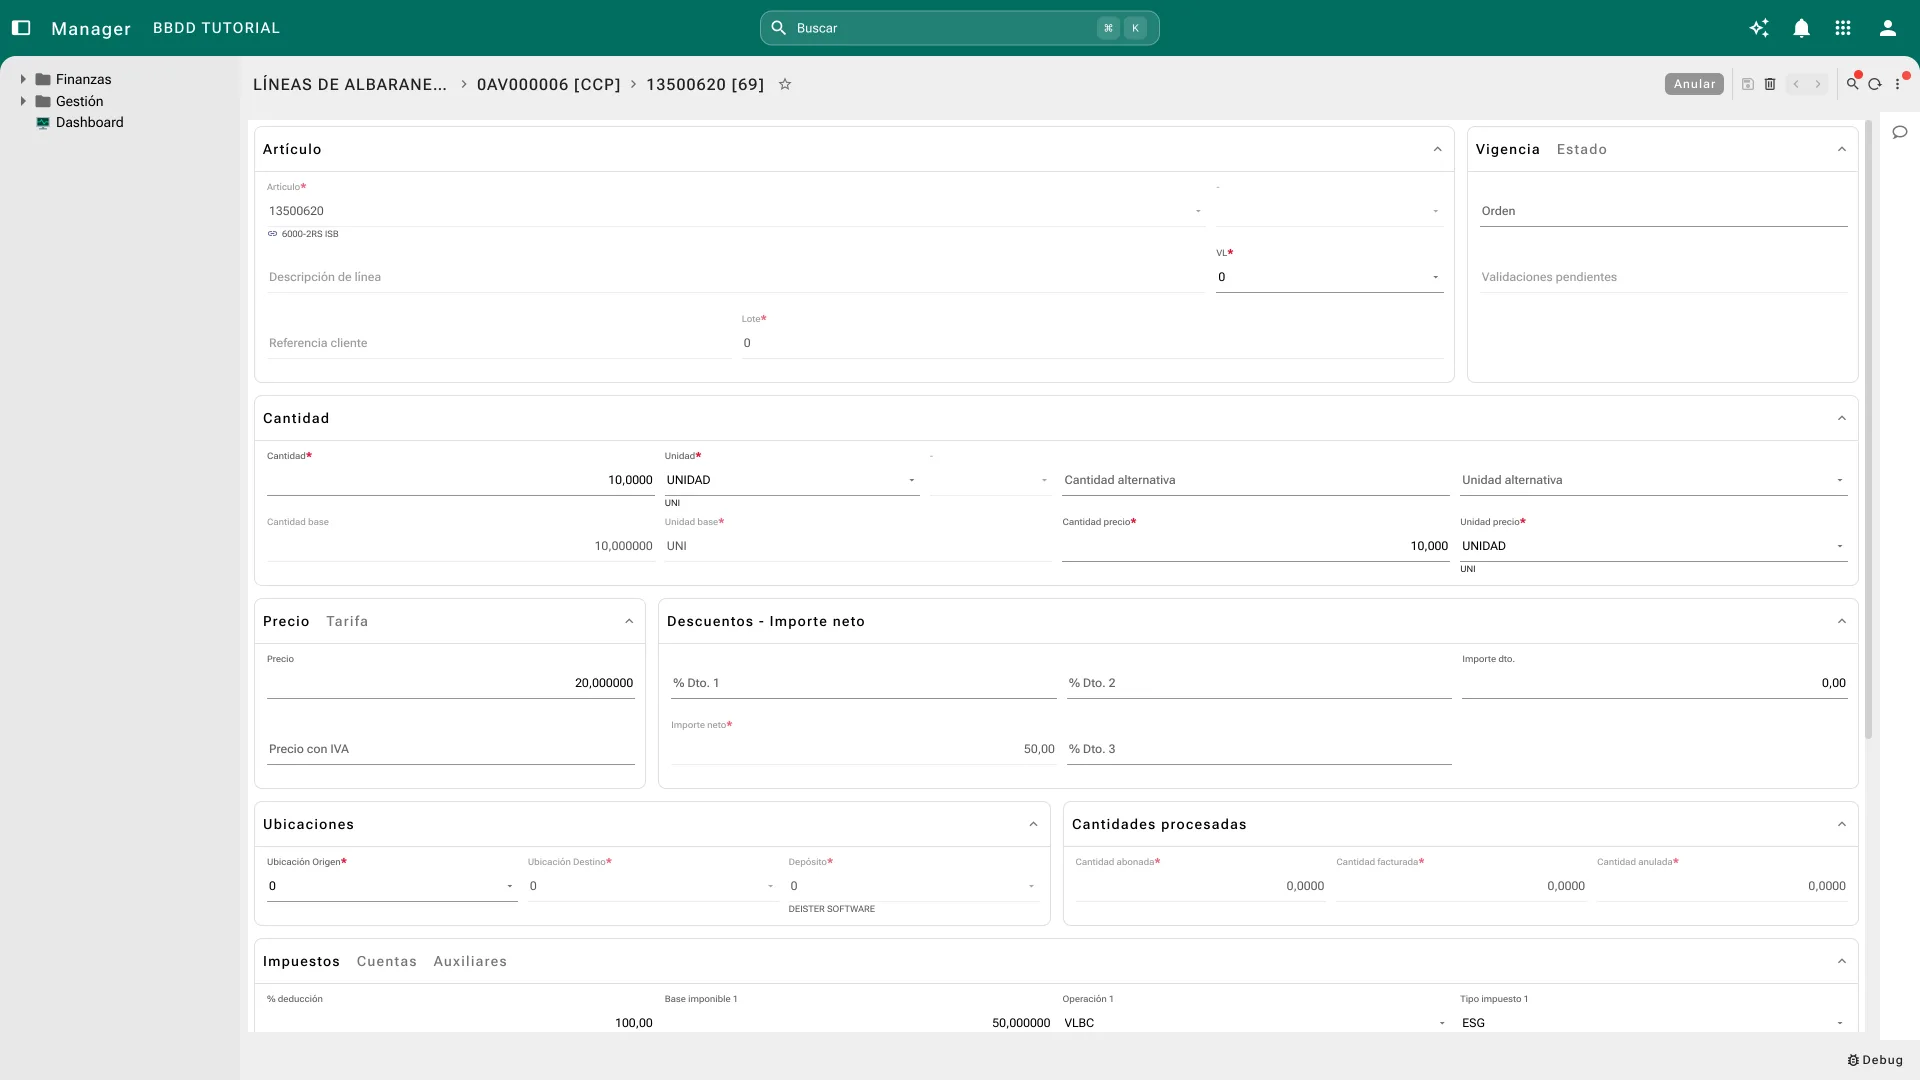 Manager BBDD TUTORIAL Buscar ⌘ K
Finanzas
Gestión
Dashboard
LÍNEAS DE ALBARANE... > 0AV000006 [CCP] > 13500620 [69] Anular
Artículo
Artículo*
13500620
6000-2RS ISB
-
Descripción de línea
VL*
0
Referencia cliente
Lote*
0
Vigencia Estado
Orden
Validaciones pendientes
Cantidad
Cantidad*
10,0000
Unidad*
UNIDAD
UNI
-
Cantidad alternativa
Unidad alternativa
Cantidad base
10,000000
Unidad base*
UNI
Cantidad precio*
10,000
Unidad precio*
UNIDAD
UNI
Precio Tarifa
Precio
20,000000
Precio con IVA
Descuentos - Importe neto
% Dto. 1
% Dto. 2
Importe dto.
0,00
Importe neto*
50,00
% Dto. 3
Ubicaciones
Ubicación Origen*
0
Ubicación Destino*
0
Depósito*
0
DEISTER SOFTWARE
Cantidades procesadas
Cantidad abonada*
0,0000
Cantidad facturada*
0,0000
Cantidad anulada*
0,0000
Impuestos Cuentas Auxiliares
% deducción
100,00
Base imponible 1
50,000000
Operación 1
VLBC
Tipo impuesto 1
ESG
Debug